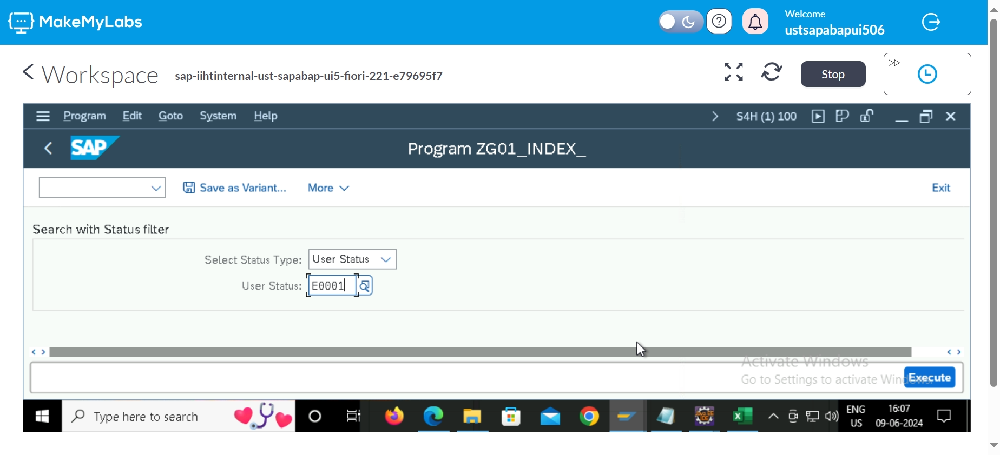 MakeMyLabs
Welcome
ustsapabapui506
Workspace sap-iihtinternal-ust-sapabap-ui5-fiori-221-e79695f7
Stop
Program Edit Goto System Help S4H (1) 100
SAP Program ZG01_INDEX_
Save as Variant... More Exit
Search with Status filter
Select Status Type: User Status
User Status: E0001
Activate Windows
Go to Settings to activate Windows.
Execute
Type here to search
ENG
US
16:07
09-06-2024